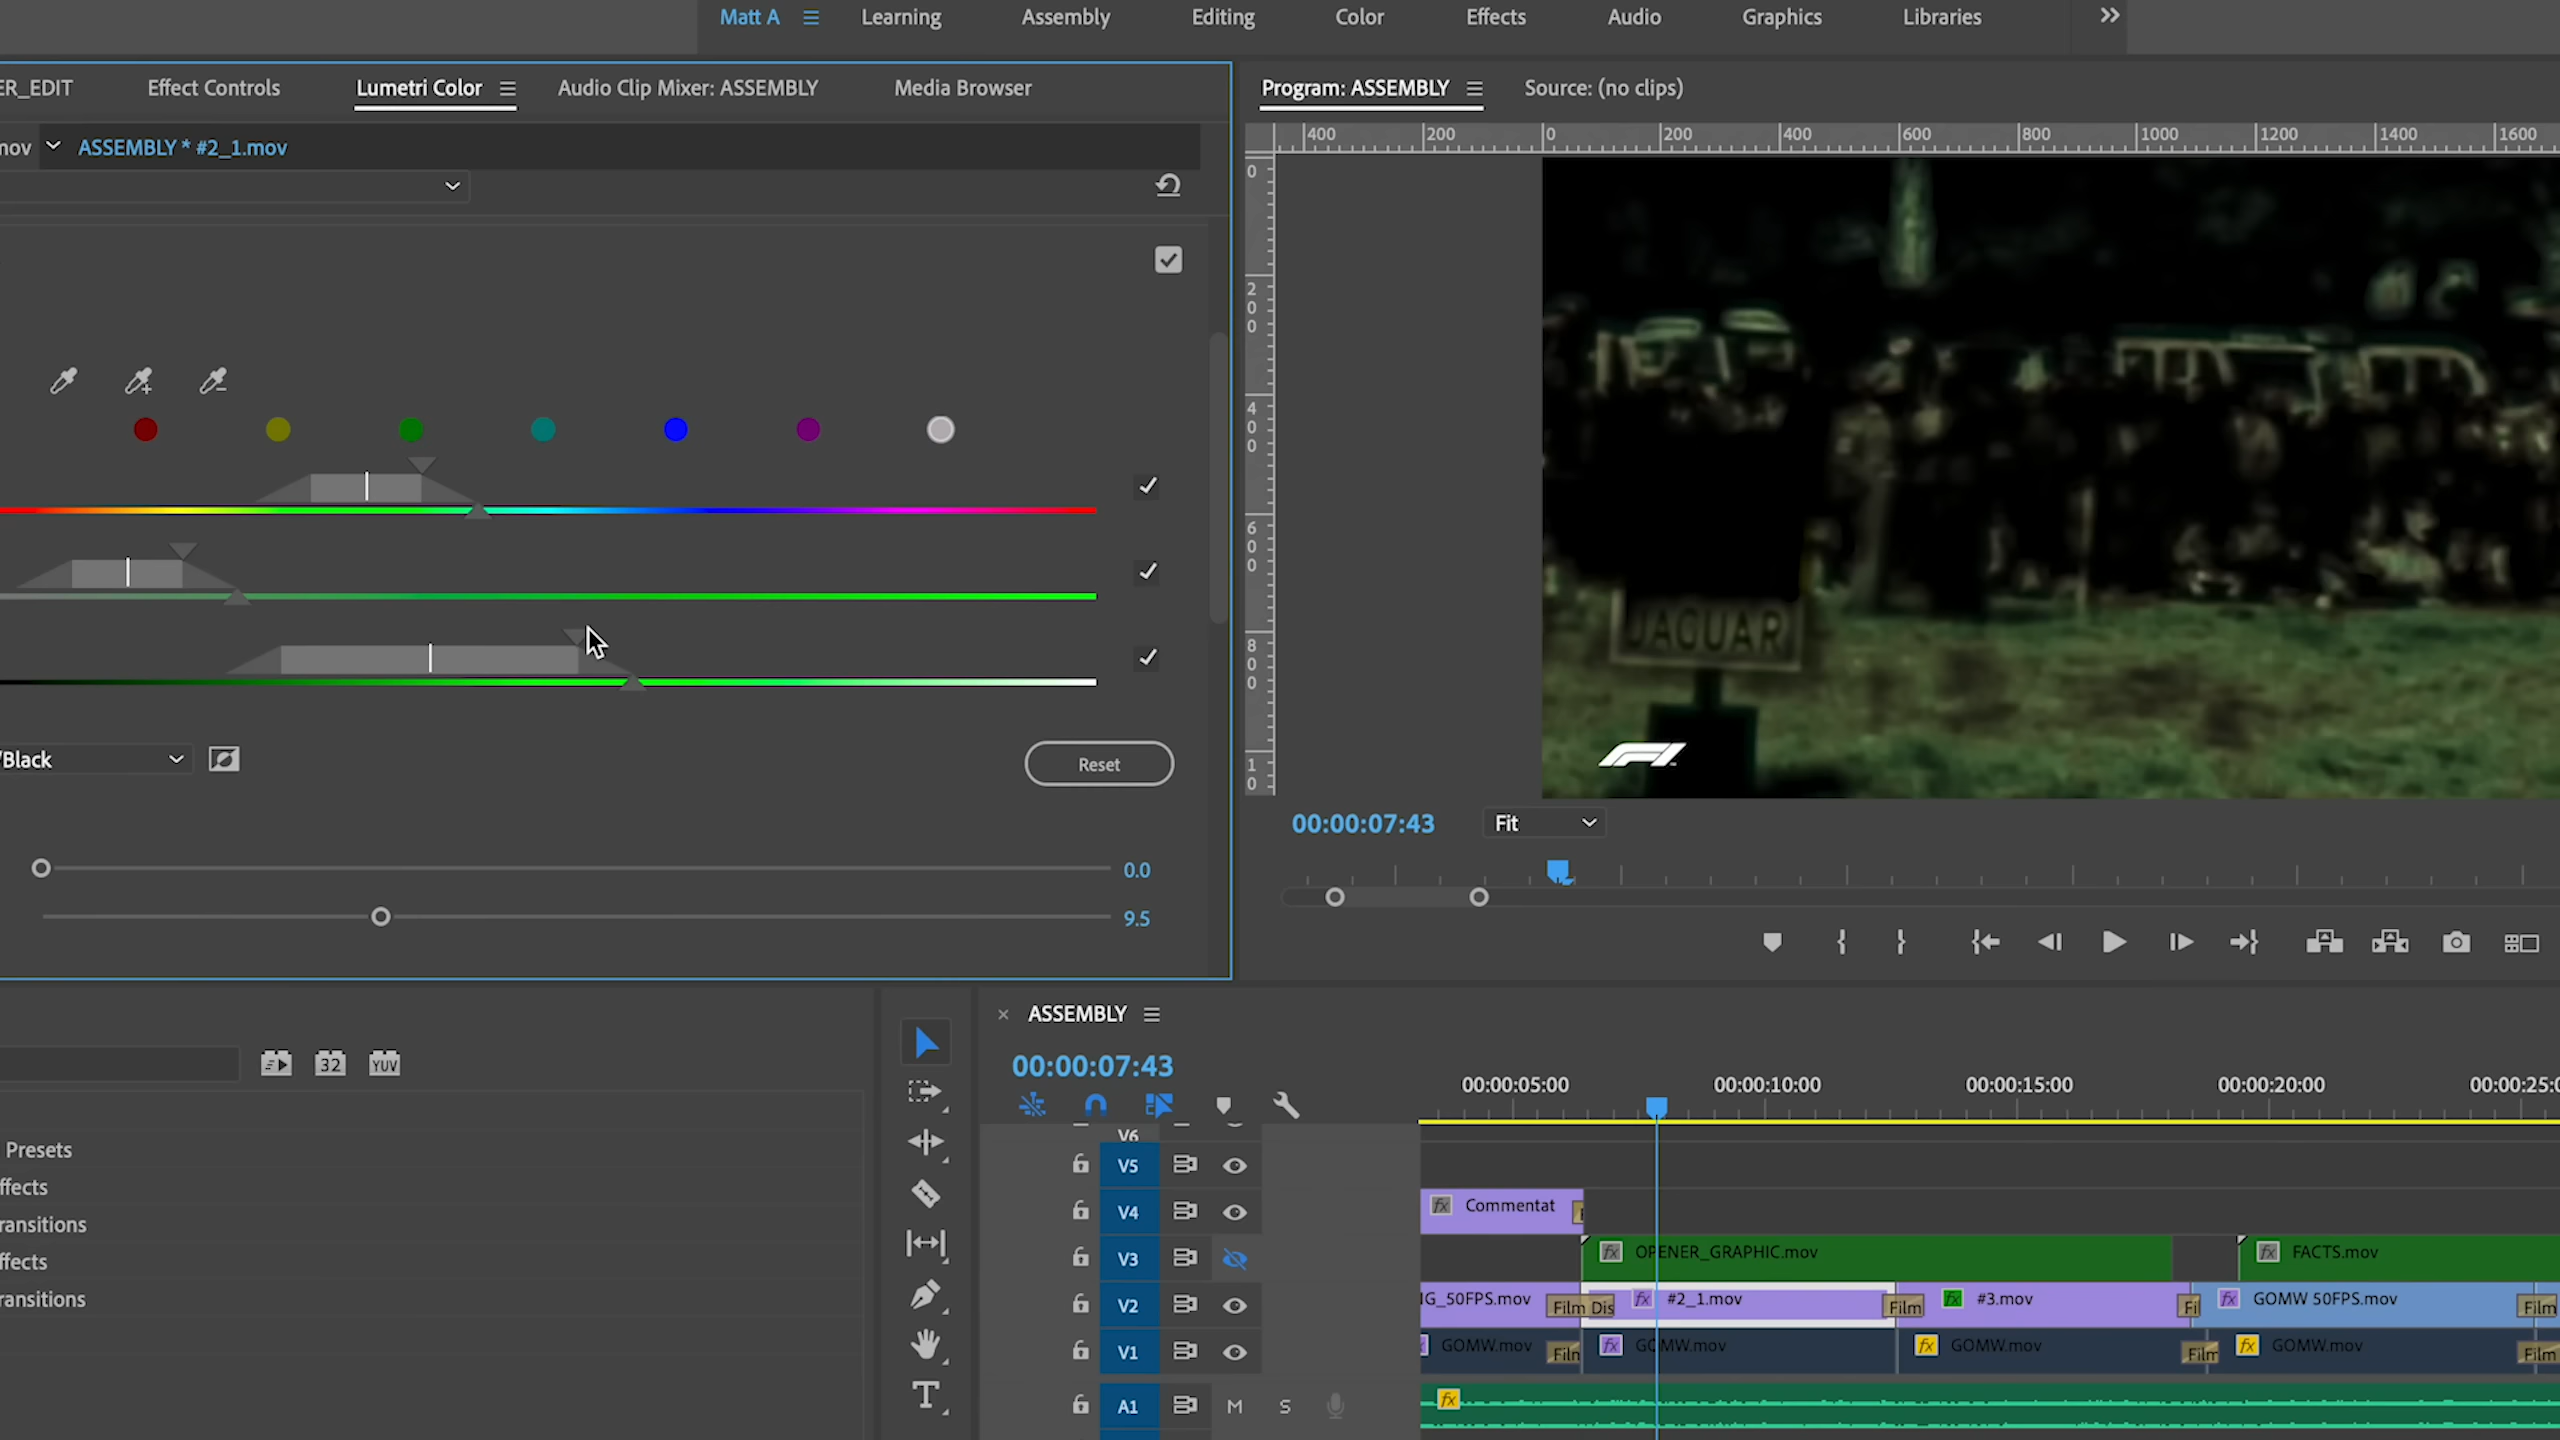 Matt A Learning Assembly Editing Color Effects Audio Graphics Libraries
ER_EDIT Effect Controls Lumetri Color Audio Clip Mixer: ASSEMBLY Media Browser
Program: ASSEMBLY Source: (no clips)
mov ASSEMBLY * #2_1.mov
400 200 0 200 400 600 800 1000 1200 1400 1600
0
200
400
600
800
10
JAGUAR
F1
/Black
Reset
0.0
9.5
00:00:07:43 Fit
ASSEMBLY
00:00:07:43
00:00:05:00 00:00:10:00 00:00:15:00 00:00:20:00 00:00:25:0
32 YUV
Presets
ffects
ransitions
ffects
ransitions
V6
V5
V4 Commentat
V3 OPENER_GRAPHIC.mov FACTS.mov
V2 IG_50FPS.mov Film Dis #2_1.mov Film #3.mov Fil GOMW 50FPS.mov Film
V1 GOMW.mov Film GOMW.mov GOMW.mov Film GOMW.mov Film
A1 M S